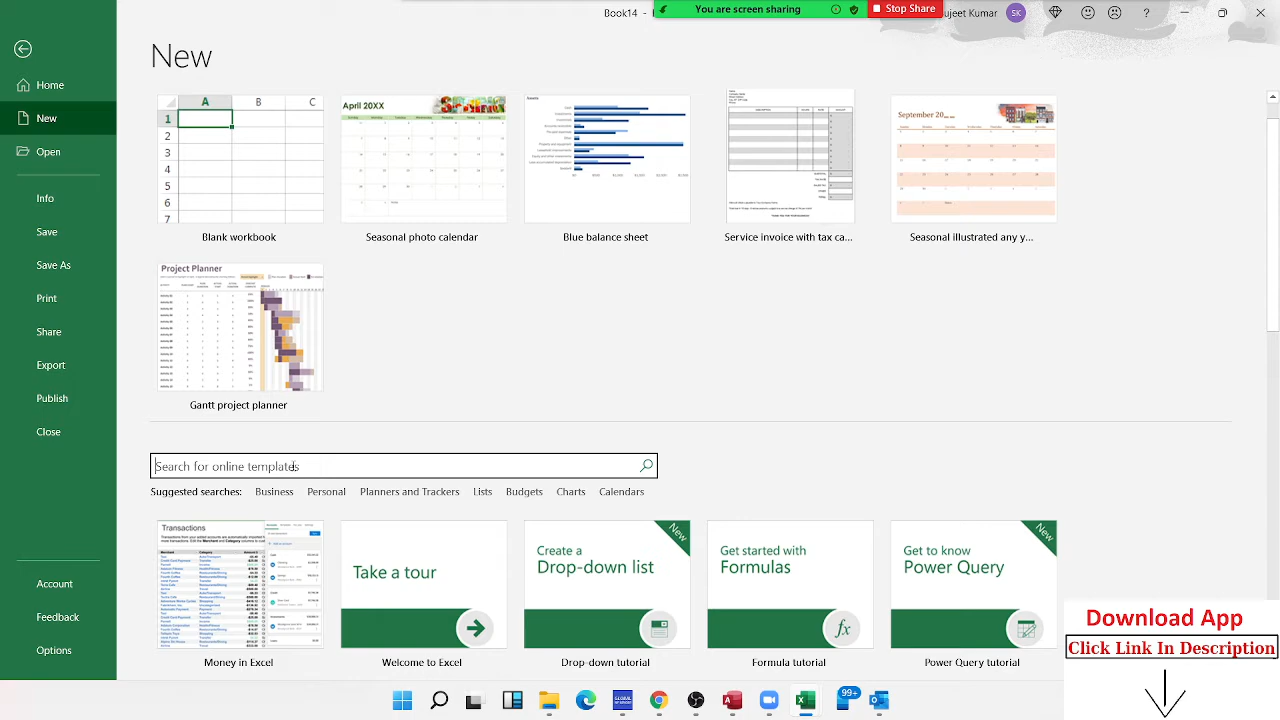 Book14 -
You are screen sharing
Stop Share
ujeet Kumar
SK
?
New
Home
New
Open
Info
Save
Save As
Print
Share
Export
Publish
Close
Account
Feedback
Options
A B C
1
2
3
4
5
6
7
Blank workbook
April 20XX
Seasonal photo calendar
Blue balance sheet
Service invoice with tax ca...
September 20__
Seasonal illustrated any y...
Project Planner
Gantt project planner
Search for online templates
Suggested searches: Business Personal Planners and Trackers Lists Budgets Charts Calendars
Transactions
Money in Excel
Take a tour
Welcome to Excel
Create a
Drop-down list
New
Drop-down tutorial
Get started with
Formulas
fx
Formula tutorial
Get to know
Power Query
New
Power Query tutorial
Download App
Click Link In Description
99+